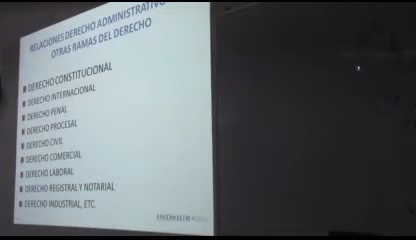 RELACIONES DERECHO ADMINISTRATIVO
OTRAS RAMAS DEL DERECHO
DERECHO CONSTITUCIONAL
DERECHO INTERNACIONAL
DERECHO PENAL
DERECHO PROCESAL
DERECHO CIVIL
DERECHO COMERCIAL
DERECHO LABORAL
DERECHO REGISTRAL Y NOTARIAL
DERECHO INDUSTRIAL, ETC.
INDeJUR